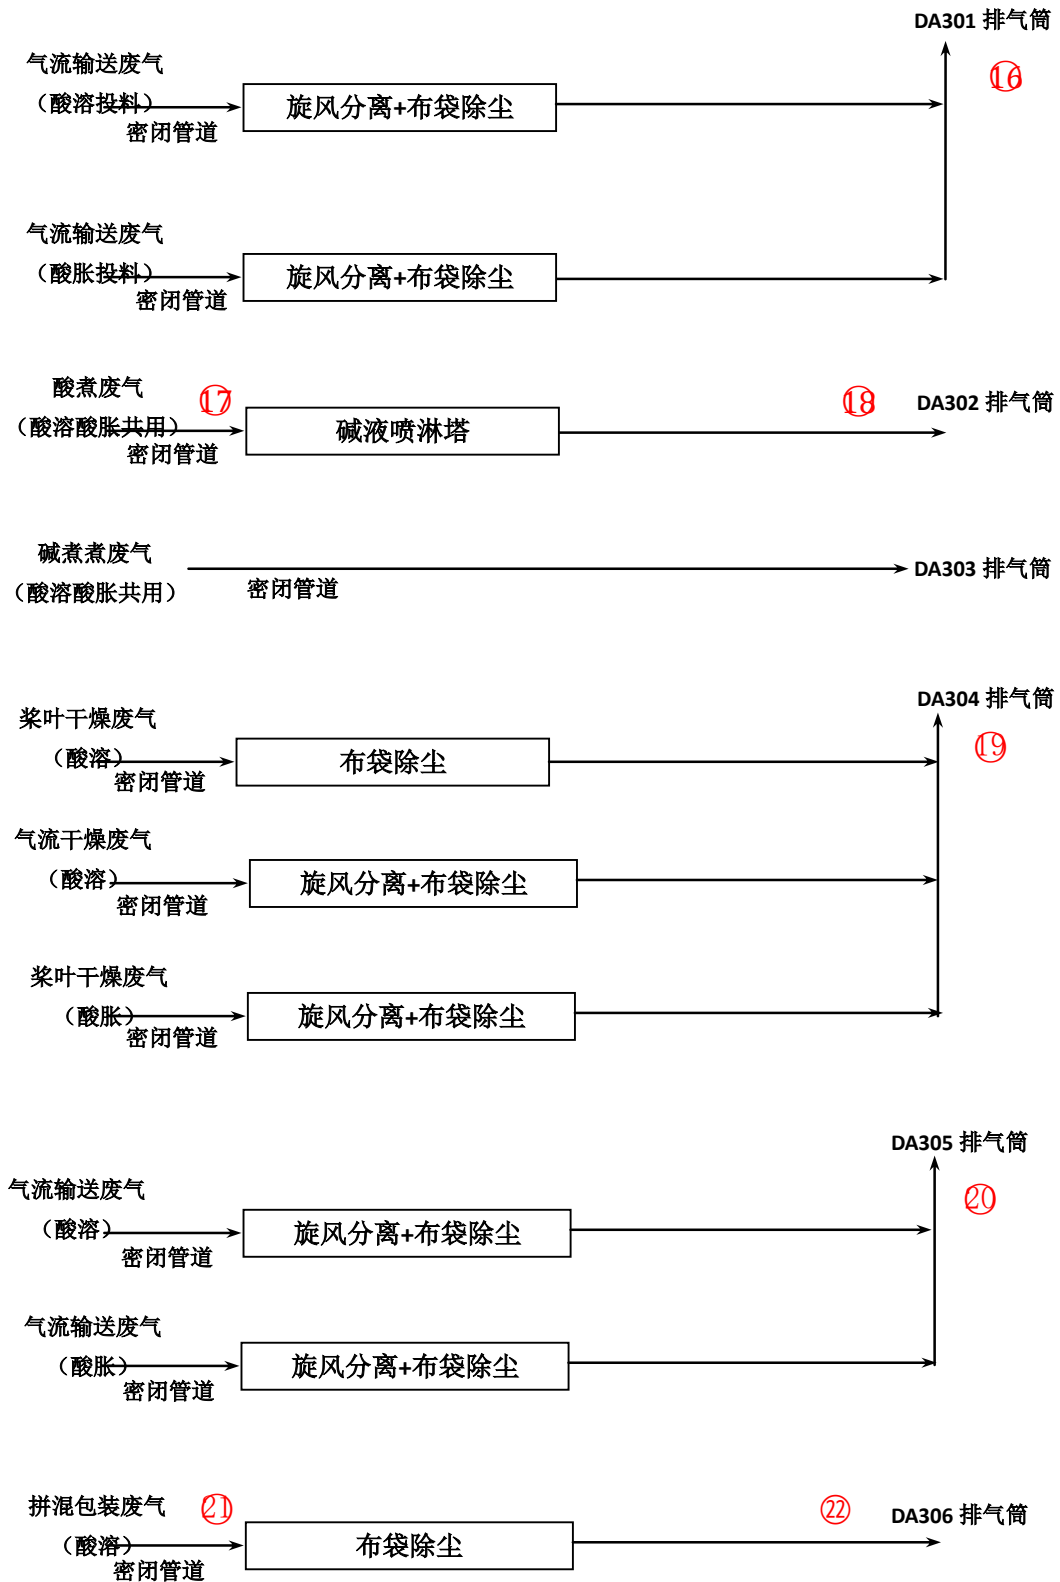 DA301 排气筒
⑯
气流输送废气
（酸溶投料）
密闭管道
旋风分离+布袋除尘
气流输送废气
（酸胀投料）
密闭管道
旋风分离+布袋除尘
酸煮废气
（酸溶酸胀共用）
密闭管道
⑰
碱液喷淋塔
⑱
DA302 排气筒
碱煮煮废气
（酸溶酸胀共用）
密闭管道
DA303 排气筒
DA304 排气筒
⑲
桨叶干燥废气
（酸溶）
密闭管道
布袋除尘
气流干燥废气
（酸溶）
密闭管道
旋风分离+布袋除尘
桨叶干燥废气
（酸胀）
密闭管道
旋风分离+布袋除尘
DA305 排气筒
⑳
气流输送废气
（酸溶）
密闭管道
旋风分离+布袋除尘
气流输送废气
（酸胀）
密闭管道
旋风分离+布袋除尘
拼混包装废气
（酸溶）
密闭管道
㉑
布袋除尘
㉒
DA306 排气筒